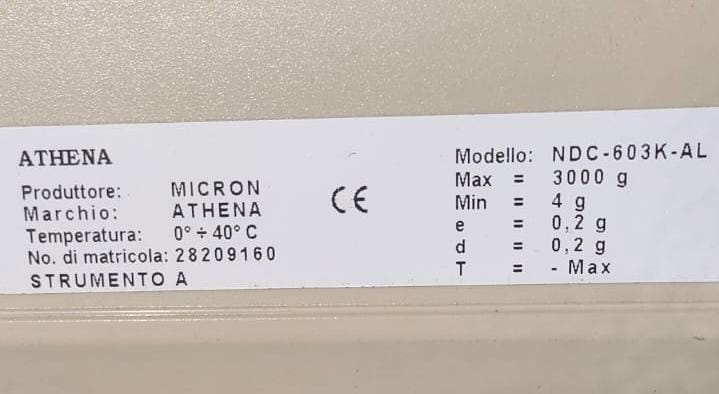 ATHENA
Produttore: MICRON
Marchio: ATHENA
Temperatura: 0° ÷ 40° C
No. di matricola: 28209160
STRUMENTO A
CE
Modello: NDC-603K-AL
Max = 3000 g
Min = 4 g
e = 0,2 g
d = 0,2 g
T = - Max